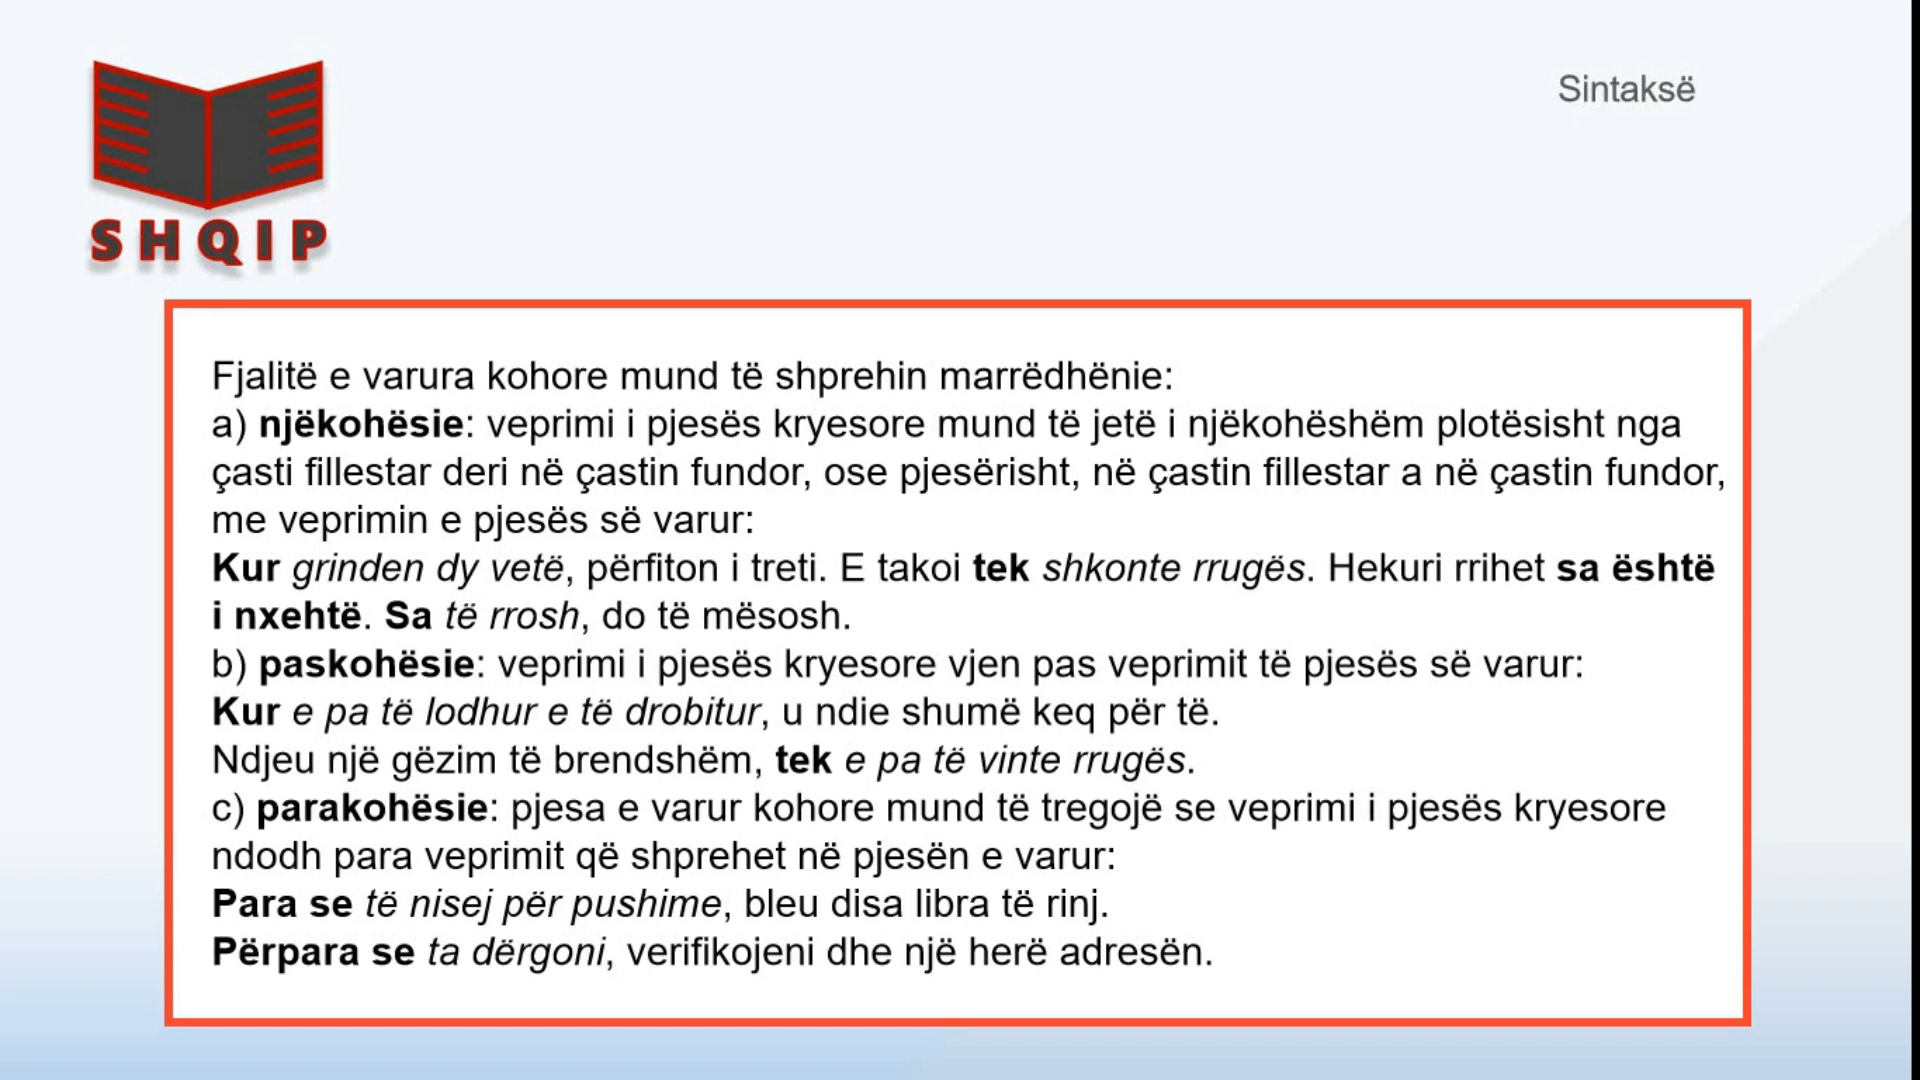 SHQIP
Sintaksë
Fjalitë e varura kohore mund të shprehin marrëdhënie:
a) njëkohësie: veprimi i pjesës kryesore mund të jetë i njëkohëshëm plotësisht nga
çasti fillestar deri në çastin fundor, ose pjesërisht, në çastin fillestar a në çastin fundor,
me veprimin e pjesës së varur:
Kur grinden dy vetë, përfiton i treti. E takoi tek shkonte rrugës. Hekuri rrihet sa është
i nxehtë. Sa të rrosh, do të mësosh.
b) paskohësie: veprimi i pjesës kryesore vjen pas veprimit të pjesës së varur:
Kur e pa të lodhur e të drobitur, u ndie shumë keq për të.
Ndjeu një gëzim të brendshëm, tek e pa të vinte rrugës.
c) parakohësie: pjesa e varur kohore mund të tregojë se veprimi i pjesës kryesore
ndodh para veprimit që shprehet në pjesën e varur:
Para se të nisej për pushime, bleu disa libra të rinj.
Përpara se ta dërgoni, verifikojeni dhe një herë adresën.